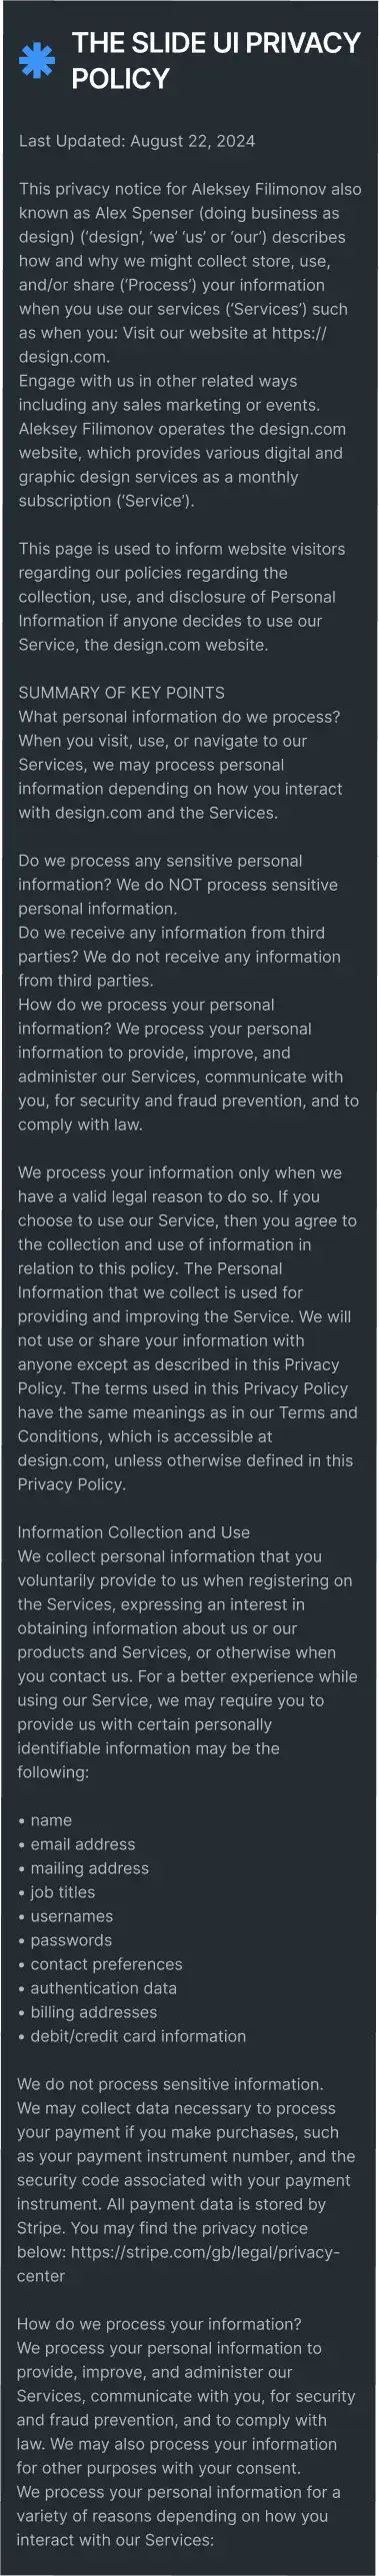 THE SLIDE UI PRIVACY
POLICY
Last Updated: August 22, 2024
This privacy notice for Aleksey Filimonov also
known as Alex Spenser (doing business as
design) (‘design’, ‘we’ ‘us’ or ‘our’) describes
how and why we might collect store, use,
and/or share (‘Process’) your information
when you use our services (‘Services’) such
as when you: Visit our website at https://
design.com.
Engage with us in other related ways
including any sales marketing or events.
Aleksey Filimonov operates the design.com
website, which provides various digital and
graphic design services as a monthly
subscription (‘Service’).
This page is used to inform website visitors
regarding our policies regarding the
collection, use, and disclosure of Personal
Information if anyone decides to use our
Service, the design.com website.
SUMMARY OF KEY POINTS
What personal information do we process?
When you visit, use, or navigate to our
Services, we may process personal
information depending on how you interact
with design.com and the Services.
Do we process any sensitive personal
information? We do NOT process sensitive
personal information.
Do we receive any information from third
parties? We do not receive any information
from third parties.
How do we process your personal
information? We process your personal
information to provide, improve, and
administer our Services, communicate with
you, for security and fraud prevention, and to
comply with law.
We process your information only when we
have a valid legal reason to do so. If you
choose to use our Service, then you agree to
the collection and use of information in
relation to this policy. The Personal
Information that we collect is used for
providing and improving the Service. We will
not use or share your information with
anyone except as described in this Privacy
Policy. The terms used in this Privacy Policy
have the same meanings as in our Terms and
Conditions, which is accessible at
design.com, unless otherwise defined in this
Privacy Policy.
Information Collection and Use
We collect personal information that you
voluntarily provide to us when registering on
the Services, expressing an interest in
obtaining information about us or our
products and Services, or otherwise when
you contact us. For a better experience while
using our Service, we may require you to
provide us with certain personally
identifiable information may be the
following:
• name
• email address
• mailing address
• job titles
• usernames
• passwords
• contact preferences
• authentication data
• billing addresses
• debit/credit card information
We do not process sensitive information.
We may collect data necessary to process
your payment if you make purchases, such
as your payment instrument number, and the
security code associated with your payment
instrument. All payment data is stored by
Stripe. You may find the privacy notice
below: https://stripe.com/gb/legal/privacy-
center
How do we process your information?
We process your personal information to
provide, improve, and administer our
Services, communicate with you, for security
and fraud prevention, and to comply with
law. We may also process your information
for other purposes with your consent.
We process your personal information for a
variety of reasons depending on how you
interact with our Services: